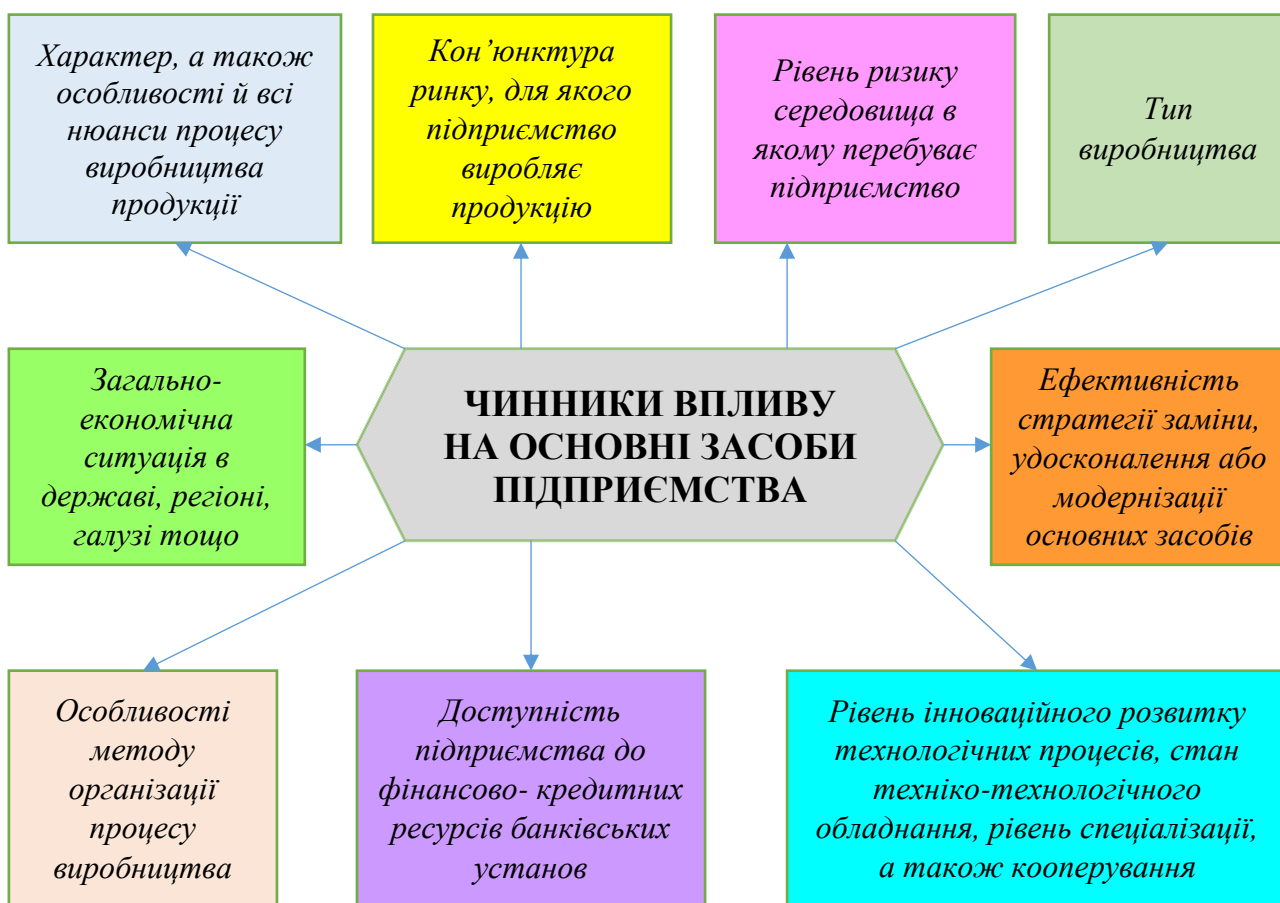 Характер, а також
особливості й всі
нюанси процесу
виробництва
продукції
Кон’юнктура
ринку, для якого
підприємство
виробляє
продукцію
Рівень ризику
середовища в
якому перебуває
підприємство
Тип
виробництва
Загально-
економічна
ситуація в
державі, регіоні,
галузі тощо
ЧИННИКИ ВПЛИВУ
НА ОСНОВНІ ЗАСОБИ
ПІДПРИЄМСТВА
Ефективність
стратегії заміни,
удосконалення або
модернізації
основних засобів
Особливості
методу
організації
процесу
виробництва
Доступність
підприємства до
фінансово- кредитних
ресурсів банківських
установ
Рівень інноваційного розвитку
технологічних процесів, стан
техніко-технологічного
обладнання, рівень спеціалізації,
а також кооперування